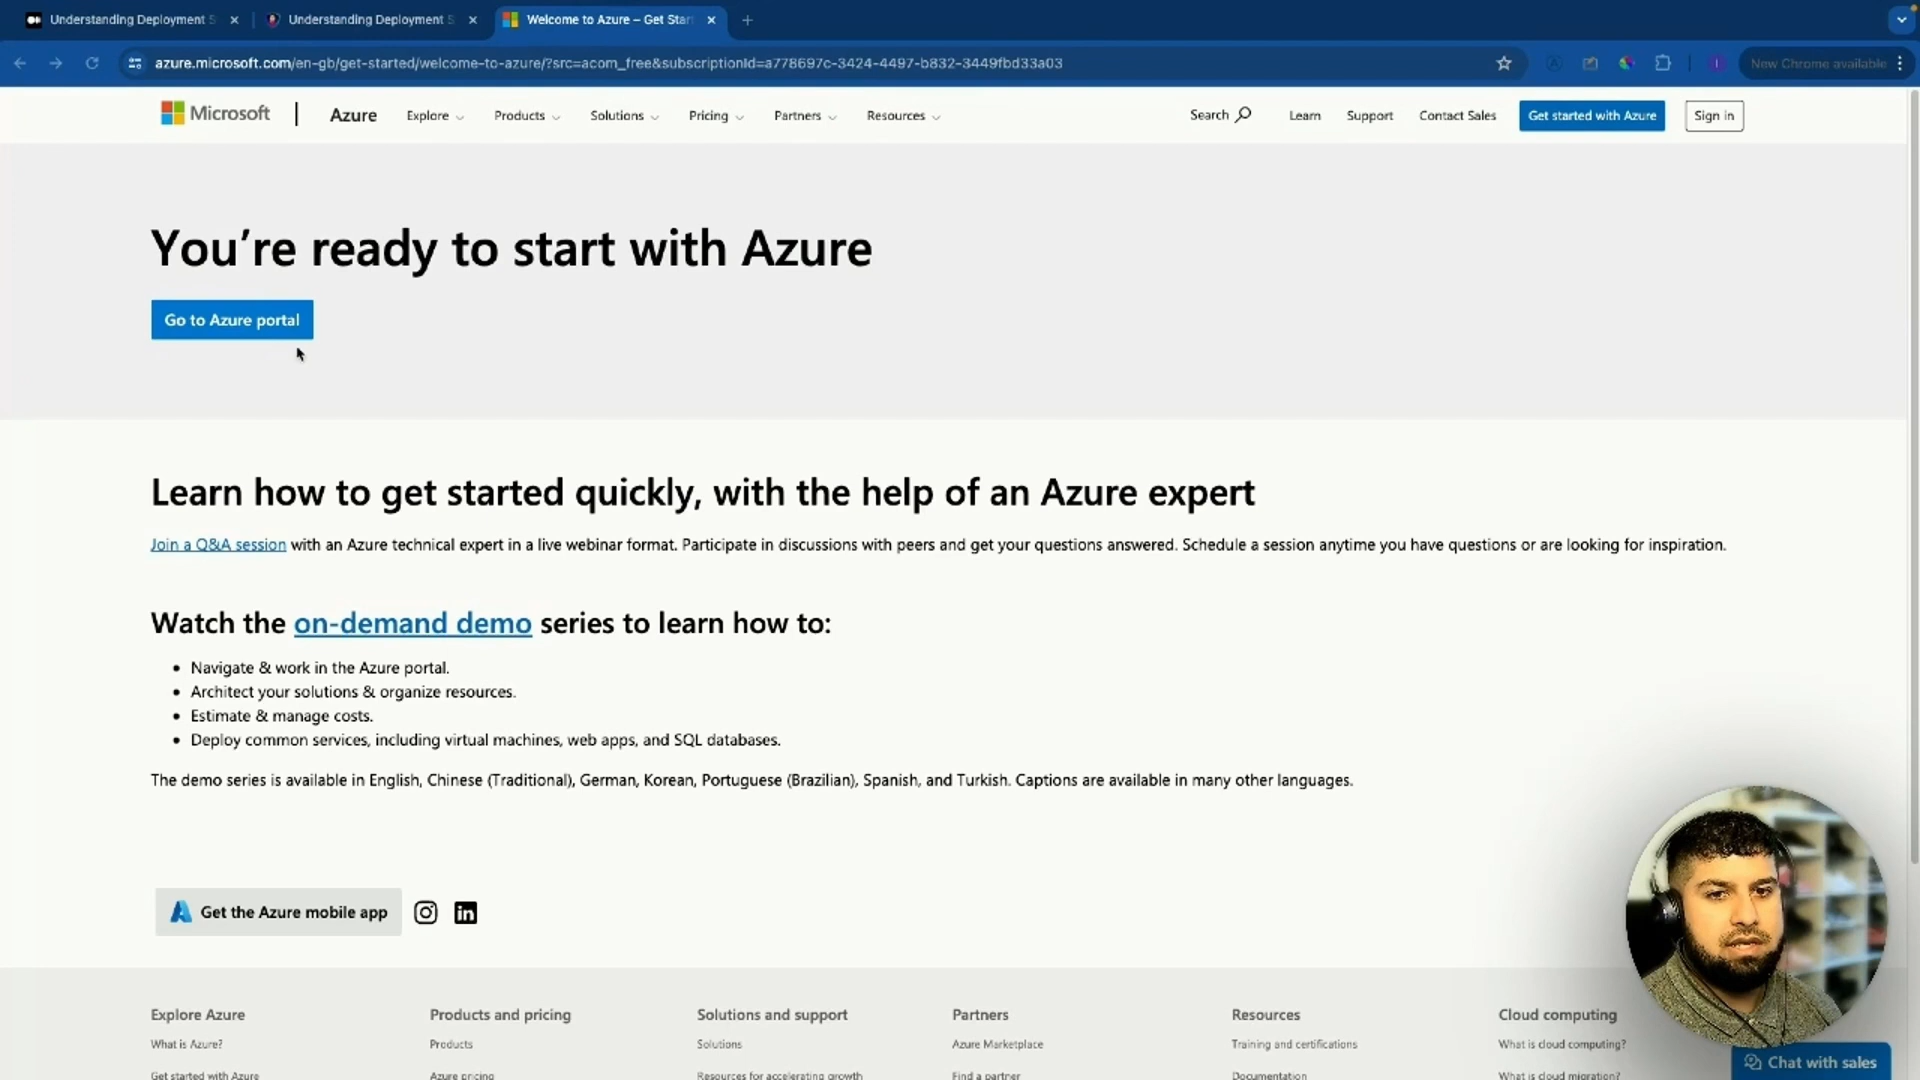 Understanding Deployment S
Understanding Deployment S
Welcome to Azure – Get Star
azure.microsoft.com/en-gb/get-started/welcome-to-azure/?src=acom_free&subscriptionId=a778697c-3424-4497-b832-3449fbd33a03
New Chrome available
Microsoft
Azure
Explore
Products
Solutions
Pricing
Partners
Resources
Search
Learn
Support
Contact Sales
Get started with Azure
Sign in
You're ready to start with Azure
Go to Azure portal
Learn how to get started quickly, with the help of an Azure expert
Join a Q&A session with an Azure technical expert in a live webinar format. Participate in discussions with peers and get your questions answered. Schedule a session anytime you have questions or are looking for inspiration.
Watch the on-demand demo series to learn how to:
• Navigate & work in the Azure portal.
• Architect your solutions & organize resources.
• Estimate & manage costs.
• Deploy common services, including virtual machines, web apps, and SQL databases.
The demo series is available in English, Chinese (Traditional), German, Korean, Portuguese (Brazilian), Spanish, and Turkish. Captions are available in many other languages.
Get the Azure mobile app
Explore Azure
Products and pricing
Solutions and support
Partners
Resources
Cloud computing
What is Azure?
Products
Solutions
Azure Marketplace
Training and certifications
What is cloud computing?
Get started with Azure
Azure pricing
Resources for accelerating growth
Find a partner
Documentation
What is cloud migration?
Chat with sales